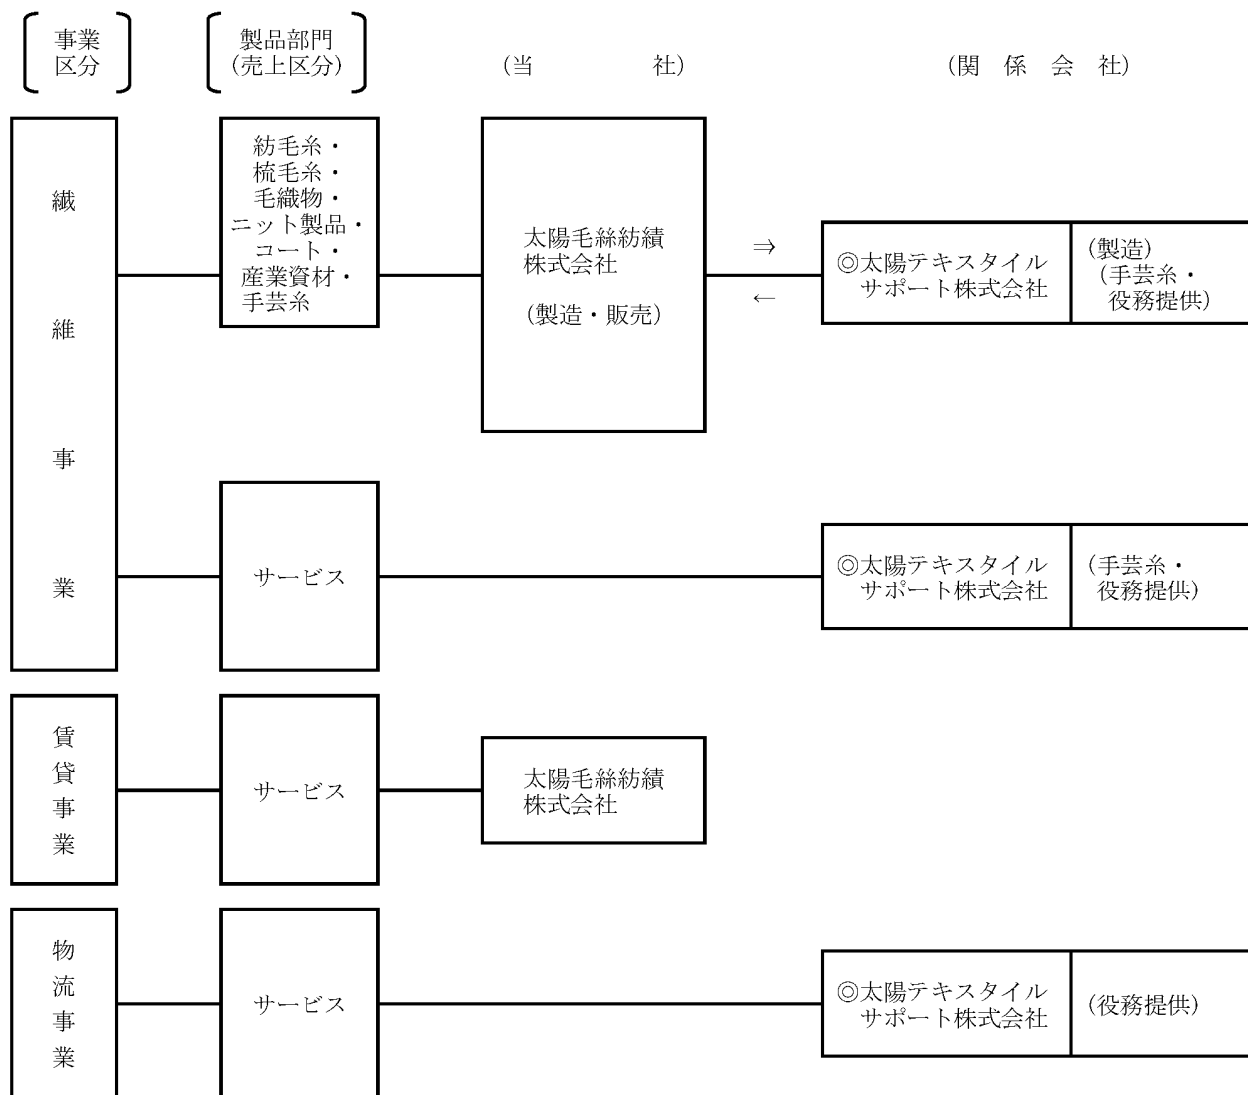 事業
区分
製品部門
(売上区分)
(当　　　社)
(関　係　会　社)
繊維事業
紡毛糸・
梳毛糸・
毛織物・
ニット製品・
コート・
産業資材・
手芸糸
太陽毛絲紡績
株式会社
(製造・販売)
⇒
←
◎太陽テキスタイル
サポート株式会社
(製造)
(手芸糸・
役務提供)
サービス
◎太陽テキスタイル
サポート株式会社
(手芸糸・
役務提供)
賃貸事業
サービス
太陽毛絲紡績
株式会社
物流事業
サービス
◎太陽テキスタイル
サポート株式会社
(役務提供)